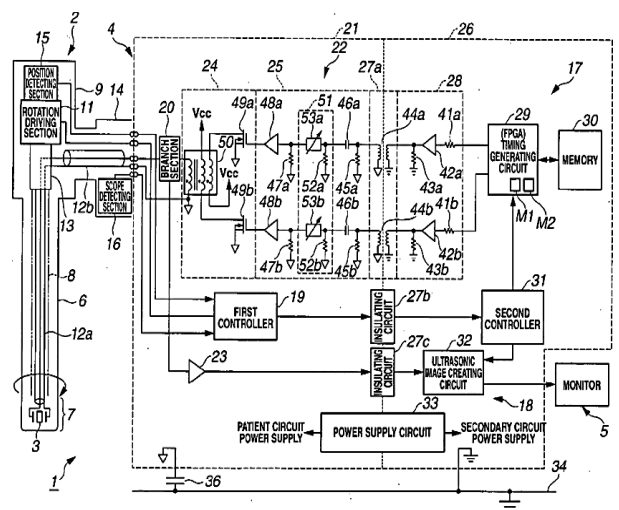 21
26
2
15
4
22
24
25
27a
28
17
POSITION
DETECTING
SECTION
9
14
11
ROTATION
DRIVING
SECTION
20
BRANCH
SECTION
Vcc
49a
48a
51
53a
46a
44a
41a
29
(FPGA)
TIMING
GENERATING
CIRCUIT
M1
M2
30
MEMORY
50
Vcc
47a
52a
45a
43a
42a
49b
48b
53b
46b
44b
41b
47b
52b
45b
43b
42b
12b
SCOPE
DETECTING
SECTION
13
16
8
6
12a
7
3
1
FIRST
CONTROLLER
19
INSULATING
CIRCUIT
27b
SECOND
CONTROLLER
31
23
INSULATING
CIRCUIT
27c
ULTRASONIC
IMAGE CREATING
CIRCUIT
32
18
MONITOR
5
33
PATIENT CIRCUIT
POWER SUPPLY
POWER SUPPLY CIRCUIT
SECONDARY CIRCUIT
POWER SUPPLY
36
34